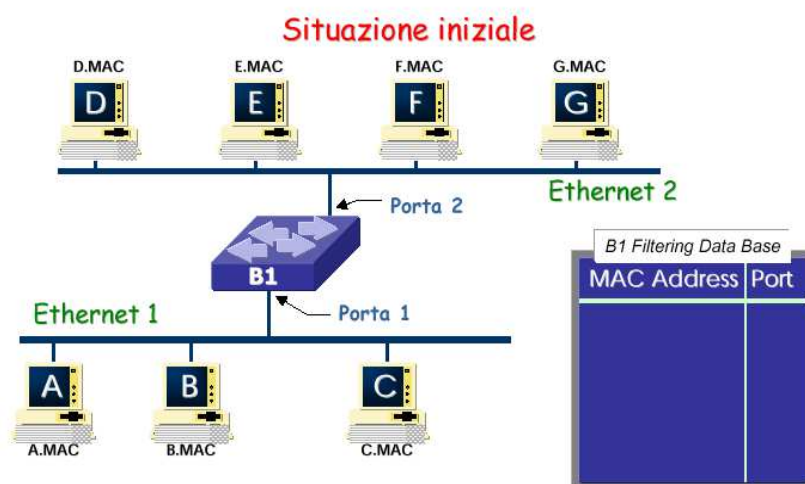 Situazione iniziale
D.MAC E.MAC F.MAC G.MAC
D E F G
Ethernet 2
Porta 2
B1
B1 Filtering Data Base
MAC Address Port
Ethernet 1
Porta 1
A B C
A.MAC B.MAC C.MAC